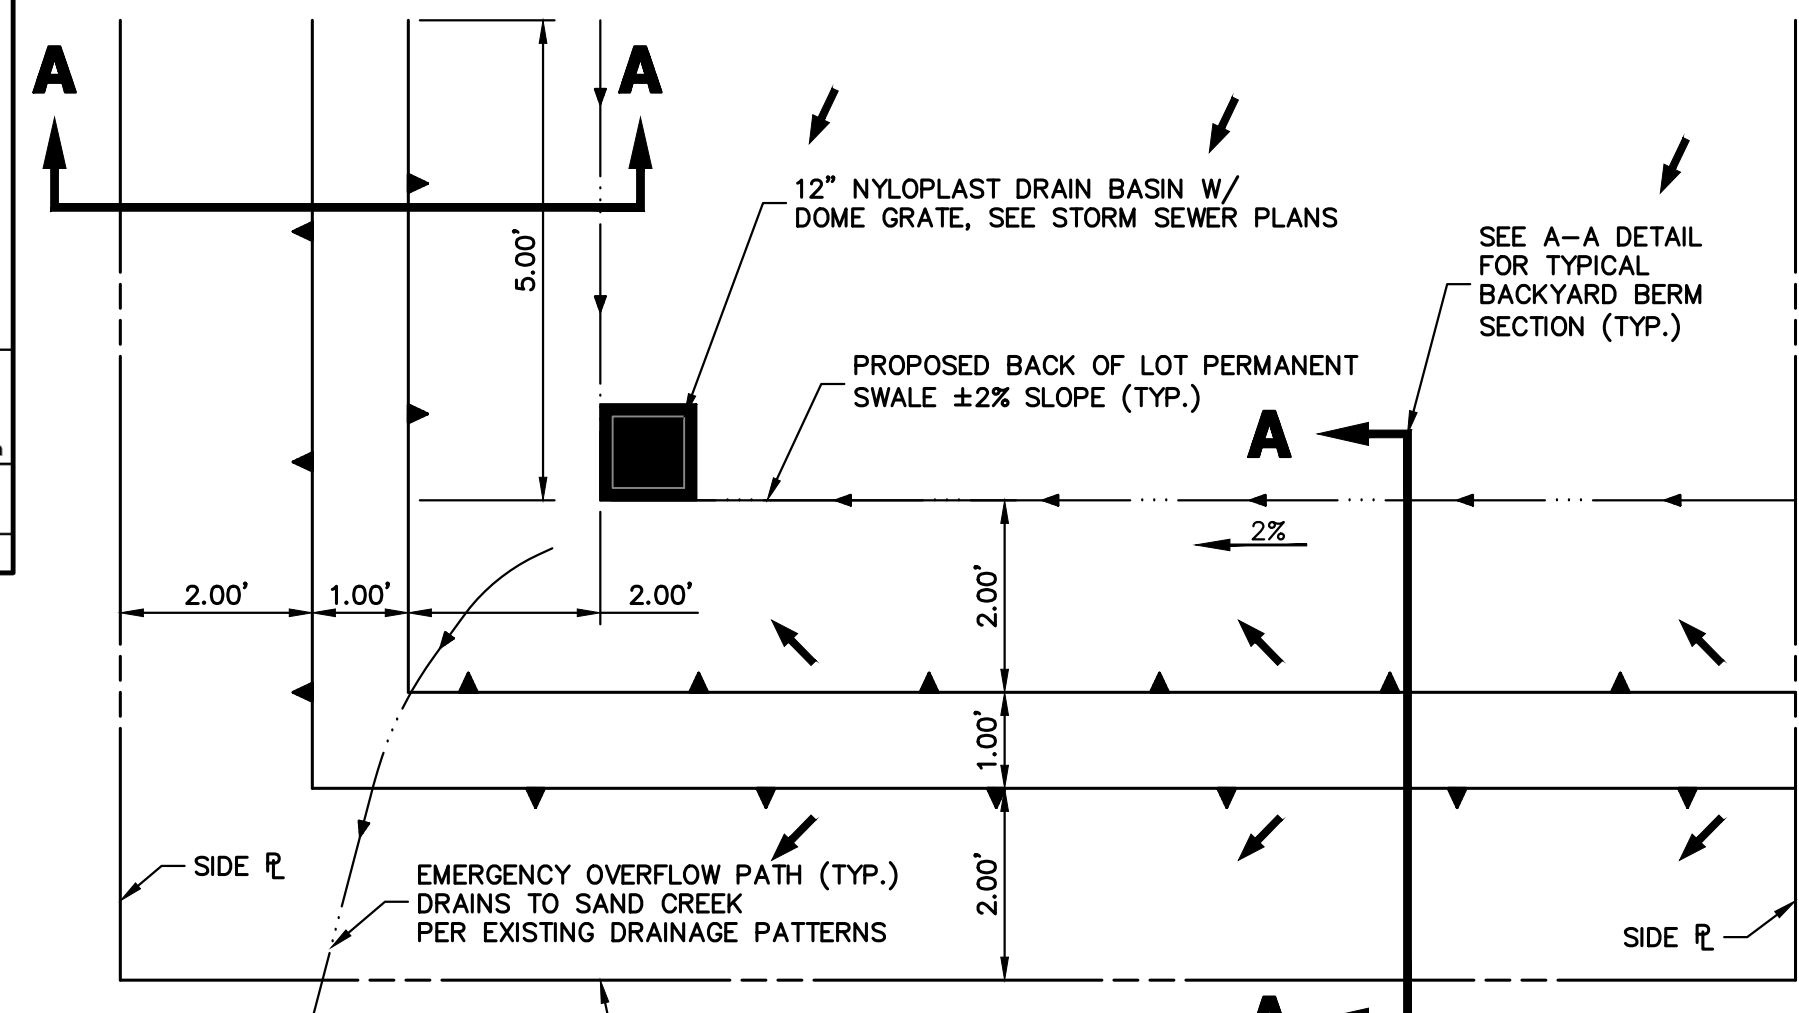 A
A
5.00'
12” NYLOPLAST DRAIN BASIN W/
DOME GRATE, SEE STORM SEWER PLANS
SEE A-A DETAIL
FOR TYPICAL
BACKYARD BERM
SECTION (TYP.)
PROPOSED BACK OF LOT PERMANENT
SWALE ±2% SLOPE (TYP.)
A
2%
2.00'
1.00'
2.00'
2.00'
1.00'
2.00'
SIDE ⅊
EMERGENCY OVERFLOW PATH (TYP.)
DRAINS TO SAND CREEK
PER EXISTING DRAINAGE PATTERNS
SIDE ⅊
A